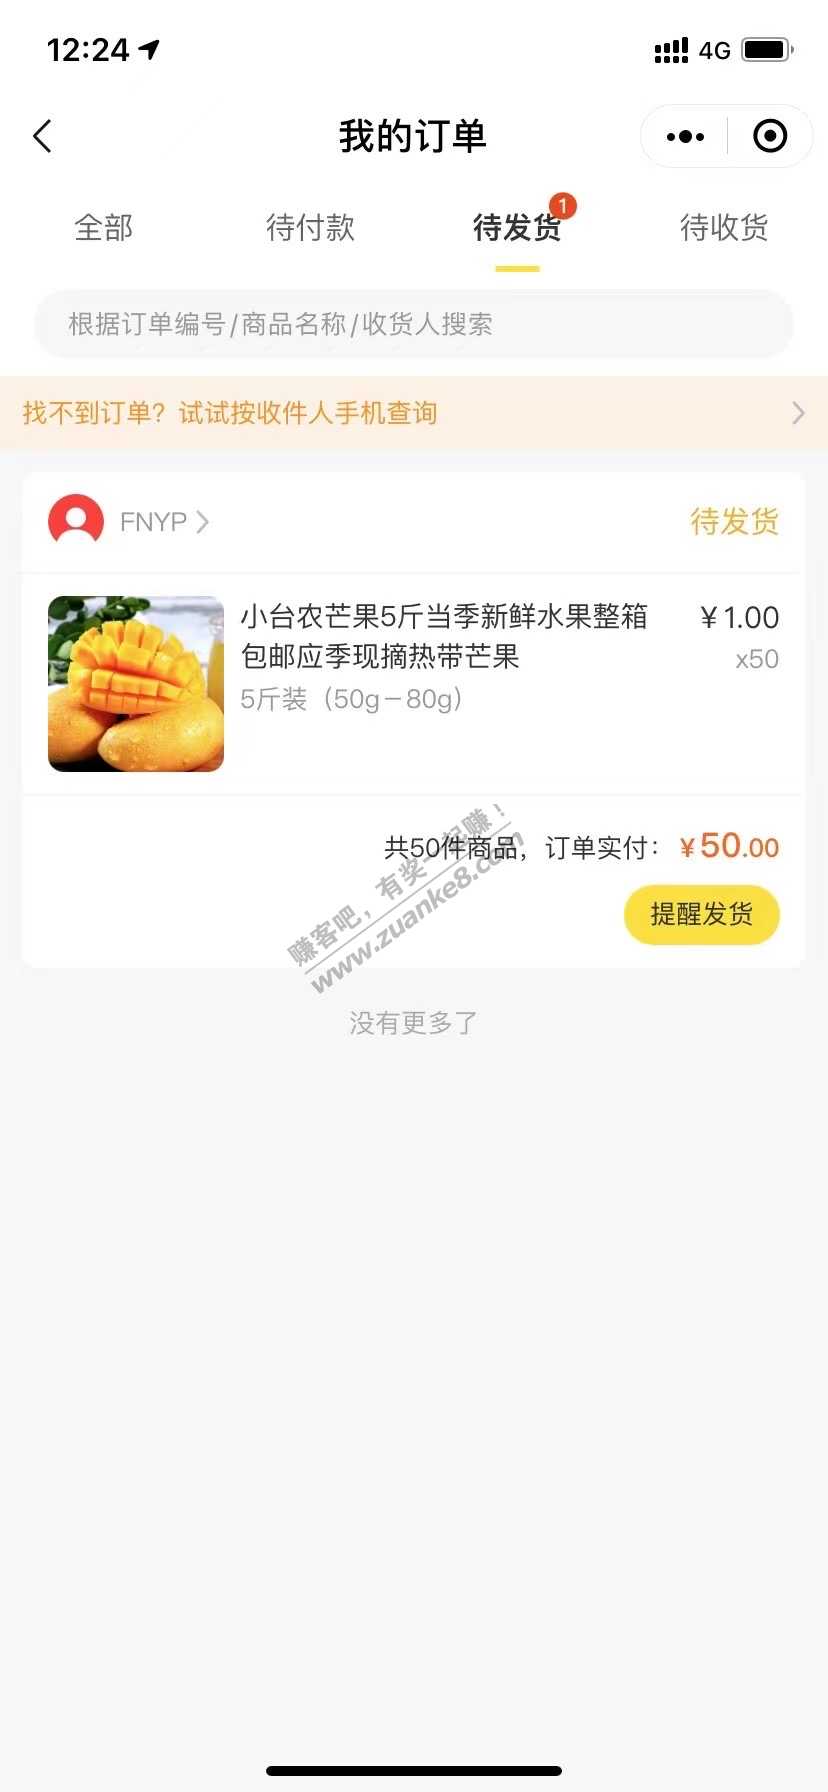 12:24
4G
我的订单
全部
待付款
待发货
1
待收货
根据订单编号/商品名称/收货人搜索
找不到订单？试试按收件人手机查询
FNYP
待发货
小台农芒果5斤当季新鲜水果整箱
包邮应季现摘热带芒果
¥1.00
x50
5斤装（50g－80g）
共50件商品，订单实付：
¥50.00
提醒发货
赚客吧，有奖一起赚！
www.zuanke8.com
没有更多了